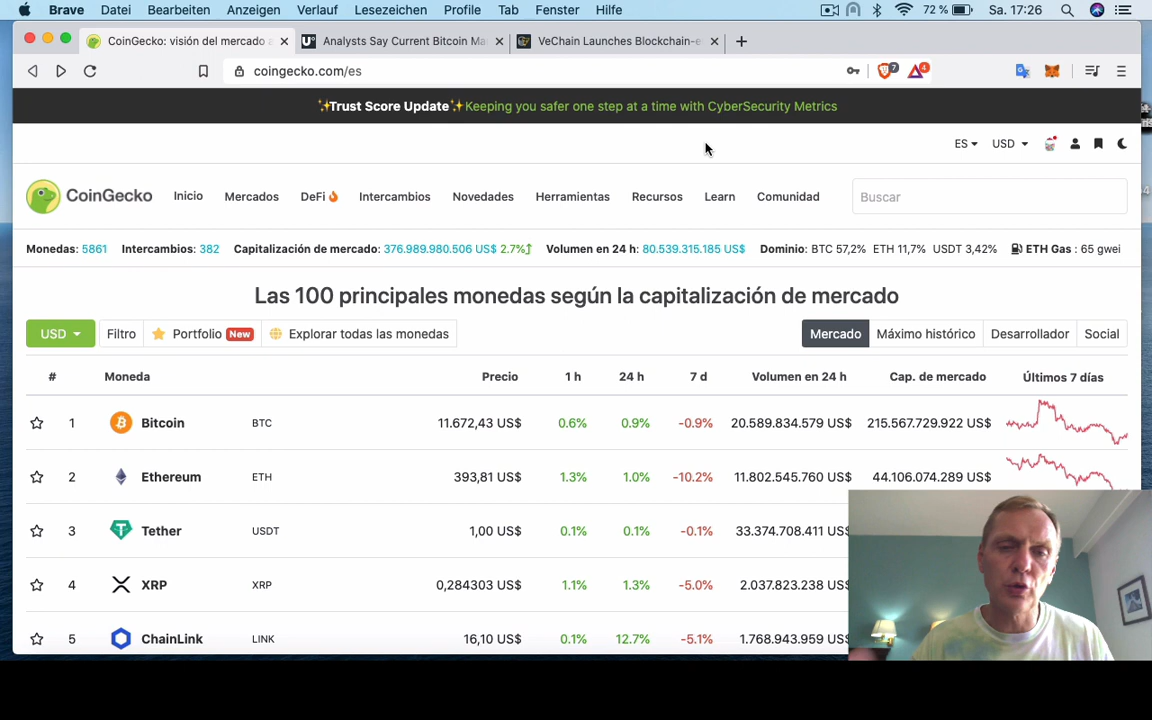 Brave Datei Bearbeiten Anzeigen Verlauf Lesezeichen Profile Tab Fenster Hilfe 72 % Sa. 17:26
CoinGecko: visión del mercado a Analysts Say Current Bitcoin Ma VeChain Launches Blockchain-e
coingecko.com/es 7 4
✨Trust Score Update✨Keeping you safer one step at a time with CyberSecurity Metrics
ES USD
CoinGecko Inicio Mercados DeFi Intercambios Novedades Herramientas Recursos Learn Comunidad Buscar
Monedas: 5861 Intercambios: 382 Capitalización de mercado: 376.989.980.506 US$ 2.7% Volumen en 24 h: 80.539.315.185 US$ Dominio: BTC 57,2% ETH 11,7% USDT 3,42% ETH Gas : 65 gwei
Las 100 principales monedas según la capitalización de mercado
USD Filtro Portfolio New Explorar todas las monedas Mercado Máximo histórico Desarrollador Social
# Moneda Precio 1 h 24 h 7 d Volumen en 24 h Cap. de mercado Últimos 7 días
1 Bitcoin BTC 11.672,43 US$ 0.6% 0.9% -0.9% 20.589.834.579 US$ 215.567.729.922 US$
2 Ethereum ETH 393,81 US$ 1.3% 1.0% -10.2% 11.802.545.760 US$ 44.106.074.289 US$
3 Tether USDT 1,00 US$ 0.1% 0.1% -0.1% 33.374.708.411 US$
4 XRP XRP 0,284303 US$ 1.1% 1.3% -5.0% 2.037.823.238 US$
5 ChainLink LINK 16,10 US$ 0.1% 12.7% -5.1% 1.768.943.959 US$